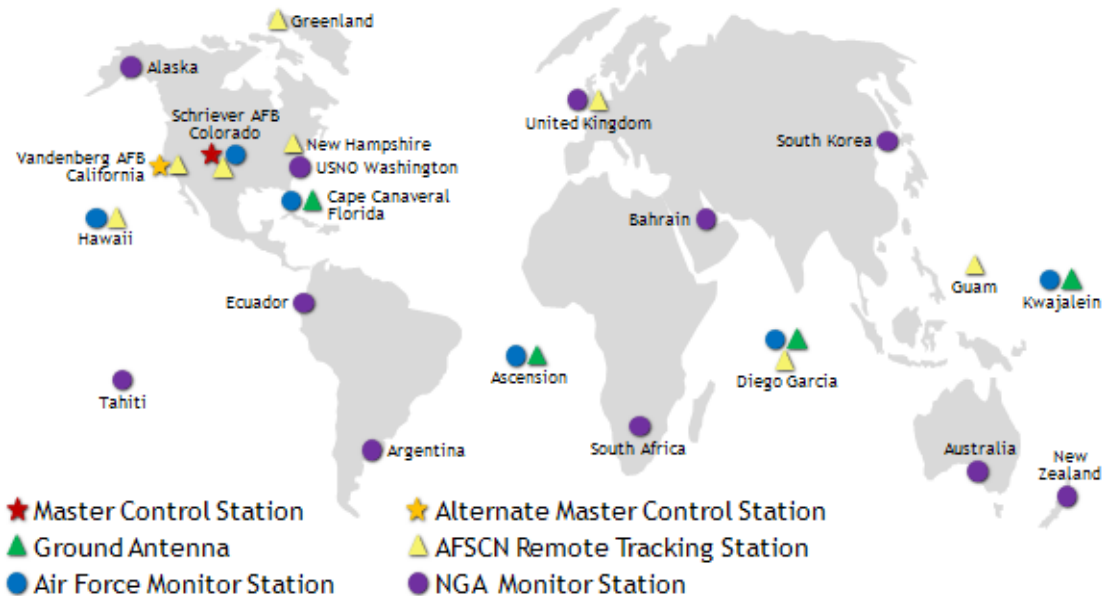 Greenland
Alaska
Schriever AFB
Colorado
United Kingdom
New Hampshire
South Korea
Vandenberg AFB
California
USNO Washington
Cape Canaveral
Florida
Bahrain
Hawaii
Guam
Kwajalein
Ecuador
Ascension
Diego Garcia
Tahiti
Argentina
South Africa
Australia
New
Zealand
Master Control Station
Alternate Master Control Station
Ground Antenna
AFSCN Remote Tracking Station
Air Force Monitor Station
NGA Monitor Station